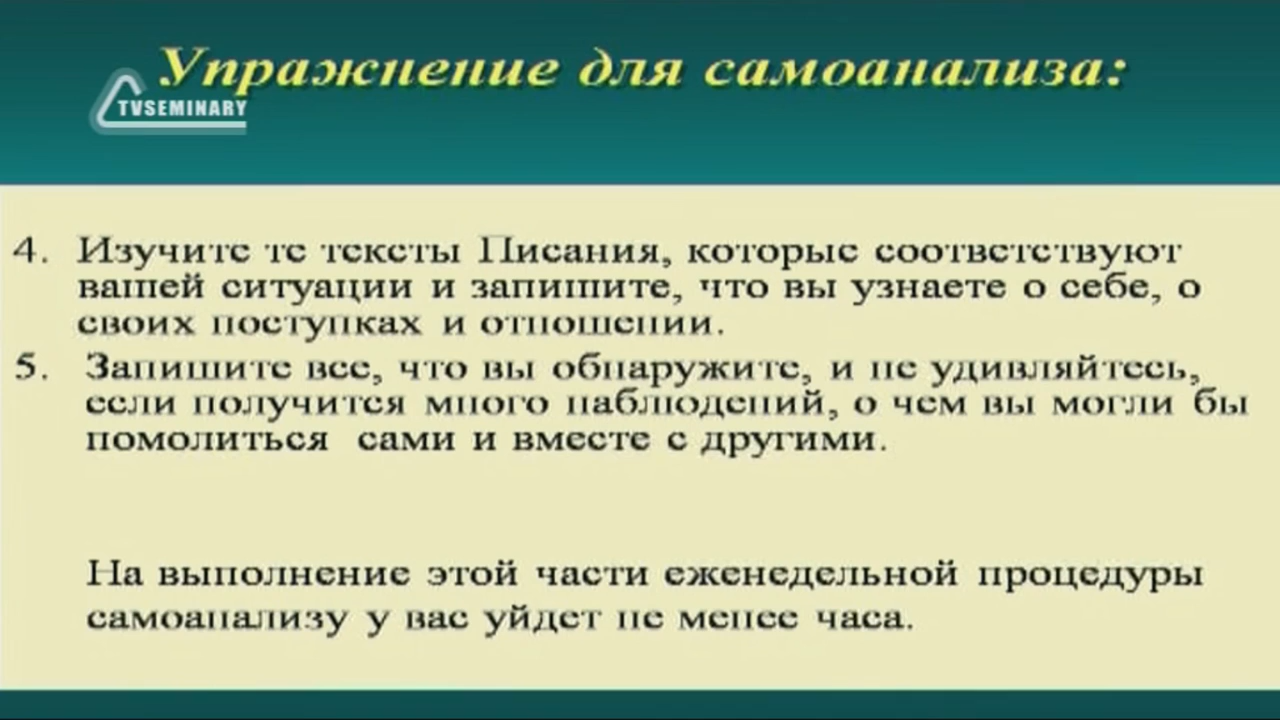 Упражнение для самоанализа:
TVSEMINARY
4. Изучите те тексты Писания, которые соответствуют
вашей ситуации и запишите, что вы узнаете о себе, о
своих поступках и отношении.
5. Запишите все, что вы обнаружите, и не удивляйтесь,
если получится много наблюдений, о чем вы могли бы
помолиться сами и вместе с другими.
На выполнение этой части еженедельной процедуры
самоанализу у вас уйдет не менее часа.